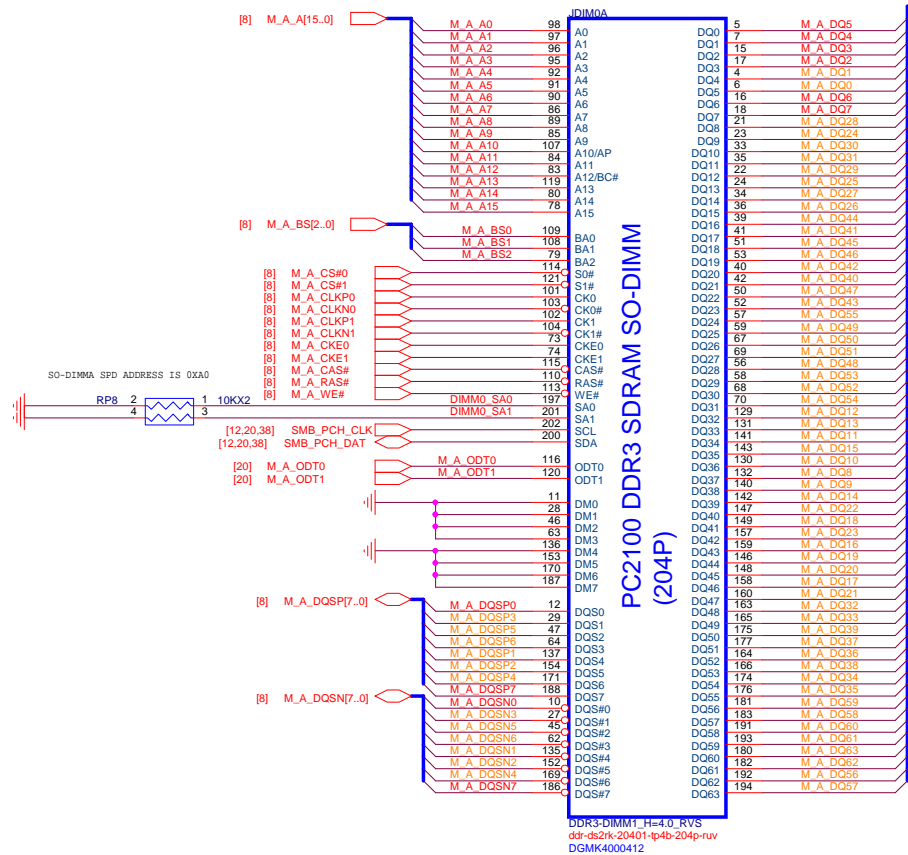 JDIM0A
[8] M_A_A[15..0]
M_A_A0 98 A0
M_A_A1 97 A1
M_A_A2 96 A2
M_A_A3 95 A3
M_A_A4 92 A4
M_A_A5 91 A5
M_A_A6 90 A6
M_A_A7 86 A7
M_A_A8 89 A8
M_A_A9 85 A9
M_A_A10 107 A10/AP
M_A_A11 84 A11
M_A_A12 83 A12/BC#
M_A_A13 119 A13
M_A_A14 80 A14
M_A_A15 78 A15
[8] M_A_BS[2..0]
M_A_BS0 109 BA0
M_A_BS1 108 BA1
M_A_BS2 79 BA2
[8] M_A_CS#0 114 S0#
[8] M_A_CS#1 121 S1#
[8] M_A_CLKP0 101 CK0
[8] M_A_CLKN0 103 CK0#
[8] M_A_CLKP1 102 CK1
[8] M_A_CLKN1 104 CK1#
[8] M_A_CKE0 73 CKE0
[8] M_A_CKE1 74 CKE1
[8] M_A_CAS# 115 CAS#
[8] M_A_RAS# 110 RAS#
[8] M_A_WE# 113 WE#
SO-DIMMA SPD ADDRESS IS 0XA0
RP8 2 1 10KX2 DIMM0_SA0 197 SA0
4 3 DIMM0_SA1 201 SA1
[12,20,38] SMB_PCH_CLK 202 SCL
[12,20,38] SMB_PCH_DAT 200 SDA
[20] M_A_ODT0 M_A_ODT0 116 ODT0
[20] M_A_ODT1 M_A_ODT1 120 ODT1
11 DM0
28 DM1
46 DM2
63 DM3
136 DM4
153 DM5
170 DM6
187 DM7
[8] M_A_DQSP[7..0]
M_A_DQSP0 12 DQS0
M_A_DQSP3 29 DQS1
M_A_DQSP5 47 DQS2
M_A_DQSP6 64 DQS3
M_A_DQSP1 137 DQS4
M_A_DQSP2 154 DQS5
M_A_DQSP4 171 DQS6
M_A_DQSP7 188 DQS7
[8] M_A_DQSN[7..0]
M_A_DQSN0 10 DQS#0
M_A_DQSN3 27 DQS#1
M_A_DQSN5 45 DQS#2
M_A_DQSN6 62 DQS#3
M_A_DQSN1 135 DQS#4
M_A_DQSN2 152 DQS#5
M_A_DQSN4 169 DQS#6
M_A_DQSN7 186 DQS#7
PC2100 DDR3 SDRAM SO-DIMM
(204P)
DQ0 5 M_A_DQ5
DQ1 7 M_A_DQ4
DQ2 15 M_A_DQ3
DQ3 17 M_A_DQ2
DQ4 4 M_A_DQ1
DQ5 6 M_A_DQ0
DQ6 16 M_A_DQ6
DQ7 18 M_A_DQ7
DQ8 21 M_A_DQ28
DQ9 23 M_A_DQ24
DQ10 33 M_A_DQ30
DQ11 35 M_A_DQ31
DQ12 22 M_A_DQ29
DQ13 24 M_A_DQ25
DQ14 34 M_A_DQ27
DQ15 36 M_A_DQ26
DQ16 39 M_A_DQ44
DQ17 41 M_A_DQ41
DQ18 51 M_A_DQ45
DQ19 53 M_A_DQ46
DQ20 40 M_A_DQ42
DQ21 42 M_A_DQ40
DQ22 50 M_A_DQ47
DQ23 52 M_A_DQ43
DQ24 57 M_A_DQ55
DQ25 59 M_A_DQ49
DQ26 67 M_A_DQ50
DQ27 69 M_A_DQ51
DQ28 56 M_A_DQ48
DQ29 58 M_A_DQ53
DQ30 68 M_A_DQ52
DQ31 70 M_A_DQ54
DQ32 129 M_A_DQ12
DQ33 131 M_A_DQ13
DQ34 141 M_A_DQ11
DQ35 143 M_A_DQ15
DQ36 130 M_A_DQ10
DQ37 132 M_A_DQ8
DQ38 140 M_A_DQ9
DQ39 142 M_A_DQ14
DQ40 147 M_A_DQ22
DQ41 149 M_A_DQ18
DQ42 157 M_A_DQ23
DQ43 159 M_A_DQ16
DQ44 146 M_A_DQ19
DQ45 148 M_A_DQ20
DQ46 158 M_A_DQ17
DQ47 160 M_A_DQ21
DQ48 163 M_A_DQ32
DQ49 165 M_A_DQ33
DQ50 175 M_A_DQ39
DQ51 177 M_A_DQ37
DQ52 164 M_A_DQ36
DQ53 166 M_A_DQ38
DQ54 174 M_A_DQ34
DQ55 176 M_A_DQ35
DQ56 181 M_A_DQ59
DQ57 183 M_A_DQ58
DQ58 191 M_A_DQ60
DQ59 193 M_A_DQ61
DQ60 180 M_A_DQ63
DQ61 182 M_A_DQ62
DQ62 192 M_A_DQ56
DQ63 194 M_A_DQ57
DDR3-DIMM1_H=4.0_RVS
ddr-ds2rk-20401-tp4b-204p-ruv
DGMK4000412